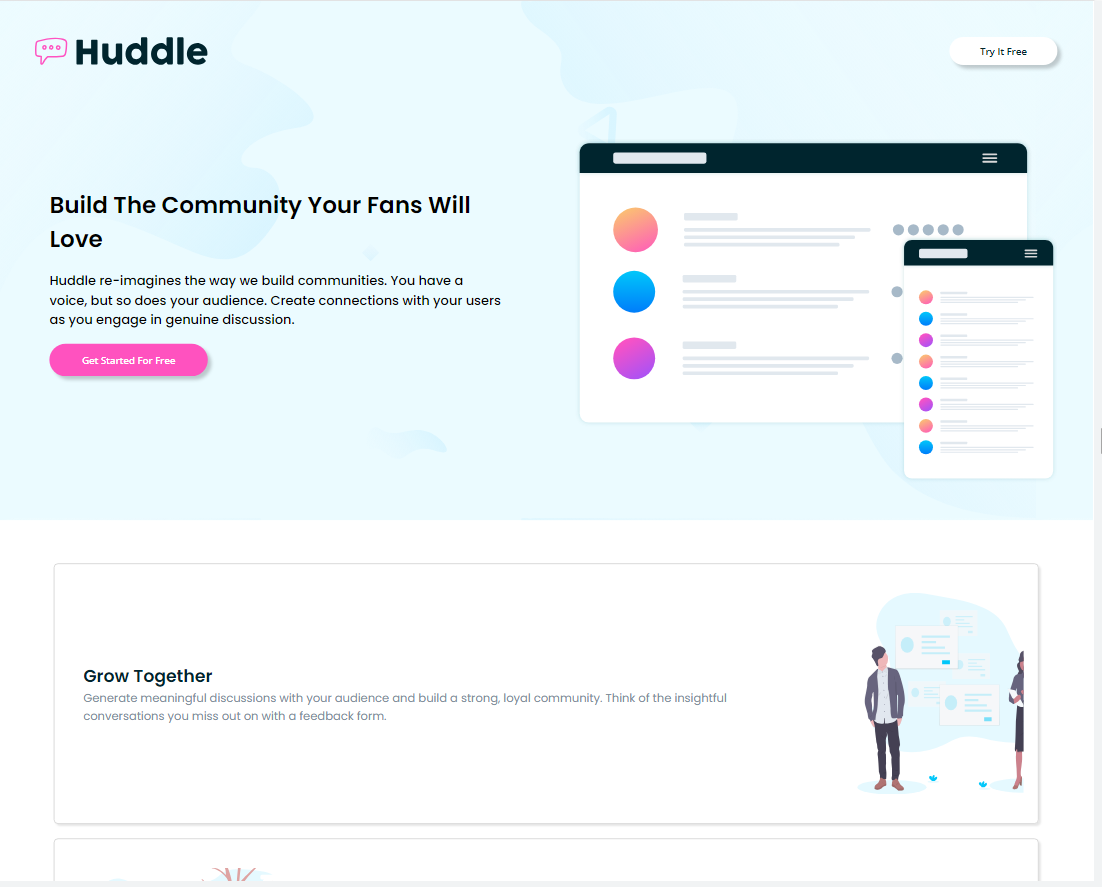 Huddle
Try It Free
Build The Community Your Fans Will
Love
Huddle re-imagines the way we build communities. You have a
voice, but so does your audience. Create connections with your users
as you engage in genuine discussion.
Get Started For Free
Grow Together
Generate meaningful discussions with your audience and build a strong, loyal community. Think of the insightful
conversations you miss out on with a feedback form.